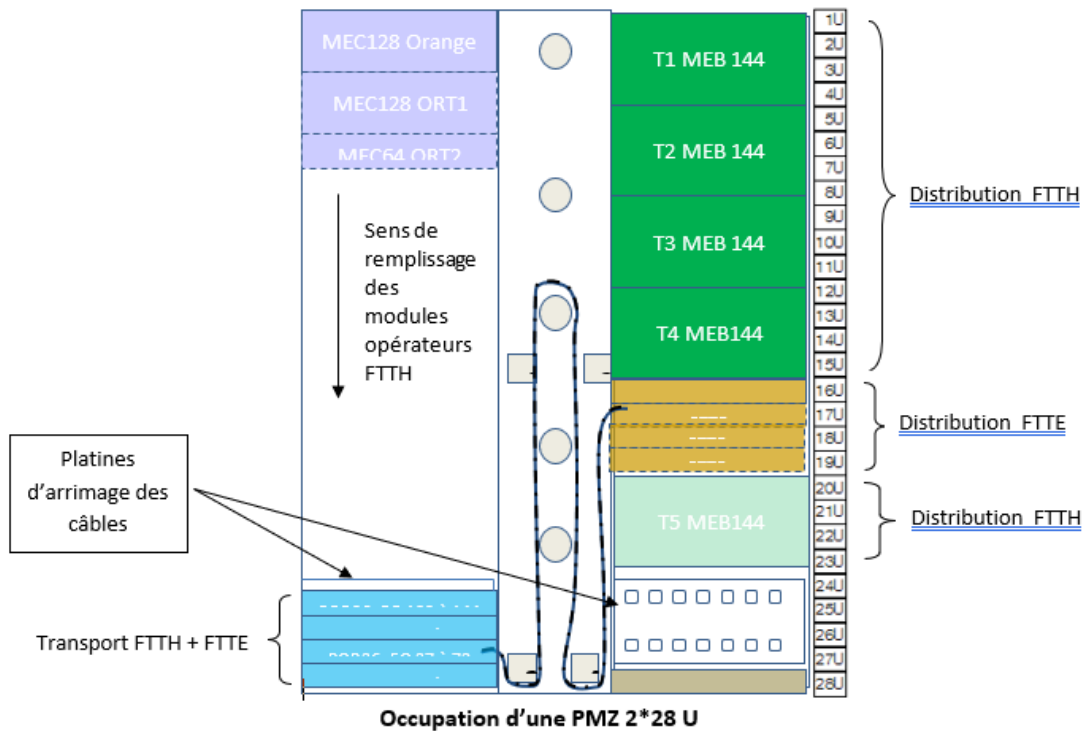 MEC128 Orange
MEC128 ORT1
MEC64 ORT2
Sens de
remplissage
des
modules
opérateurs
FTTH
Platines
d'arrimage des
câbles
Transport FTTH + FTTE
T1 MEB 144
T2 MEB 144
T3 MEB 144
T4 MEB144
T5 MEB144
1U
2U
3U
4U
5U
6U
7U
8U
9U
10U
11U
12U
13U
14U
15U
16U
17U
18U
19U
20U
21U
22U
23U
24U
25U
26U
27U
28U
Distribution FTTH
Distribution FTTE
Distribution FTTH
Occupation d'une PMZ 2*28 U